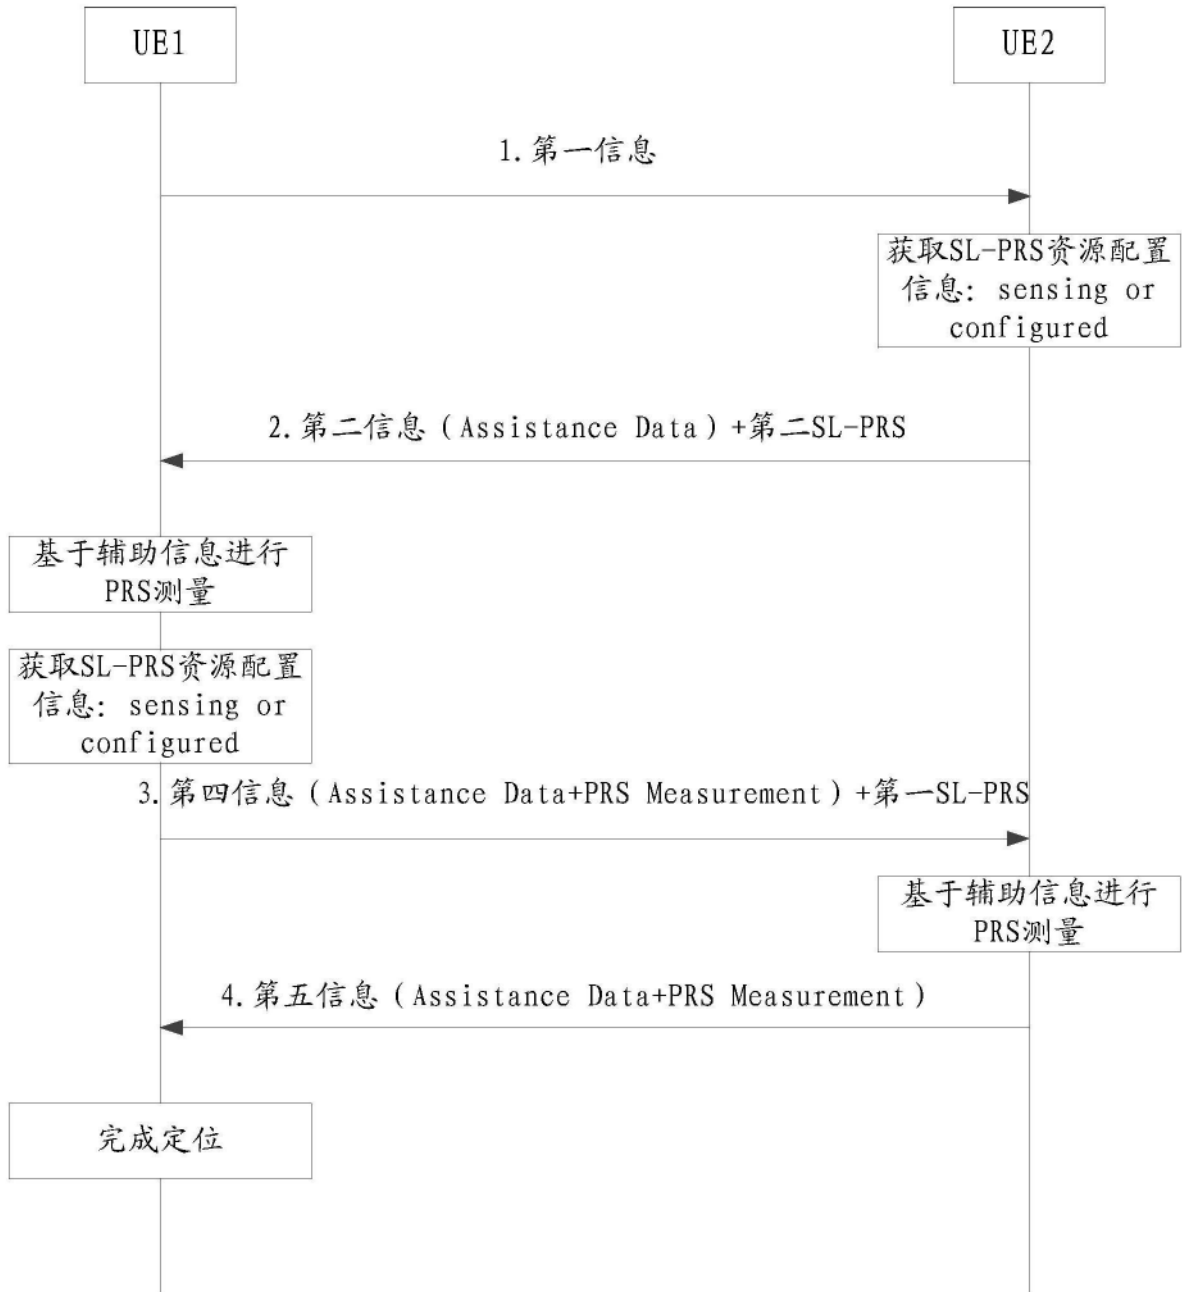 UE1
UE2
1.第一信息
获取SL-PRS资源配置
信息: sensing or
configured
2.第二信息（Assistance Data）+第二SL-PRS
基于辅助信息进行
PRS测量
获取SL-PRS资源配置
信息: sensing or
configured
3.第四信息（Assistance Data+PRS Measurement）+第一SL-PRS
基于辅助信息进行
PRS测量
4.第五信息（Assistance Data+PRS Measurement）
完成定位